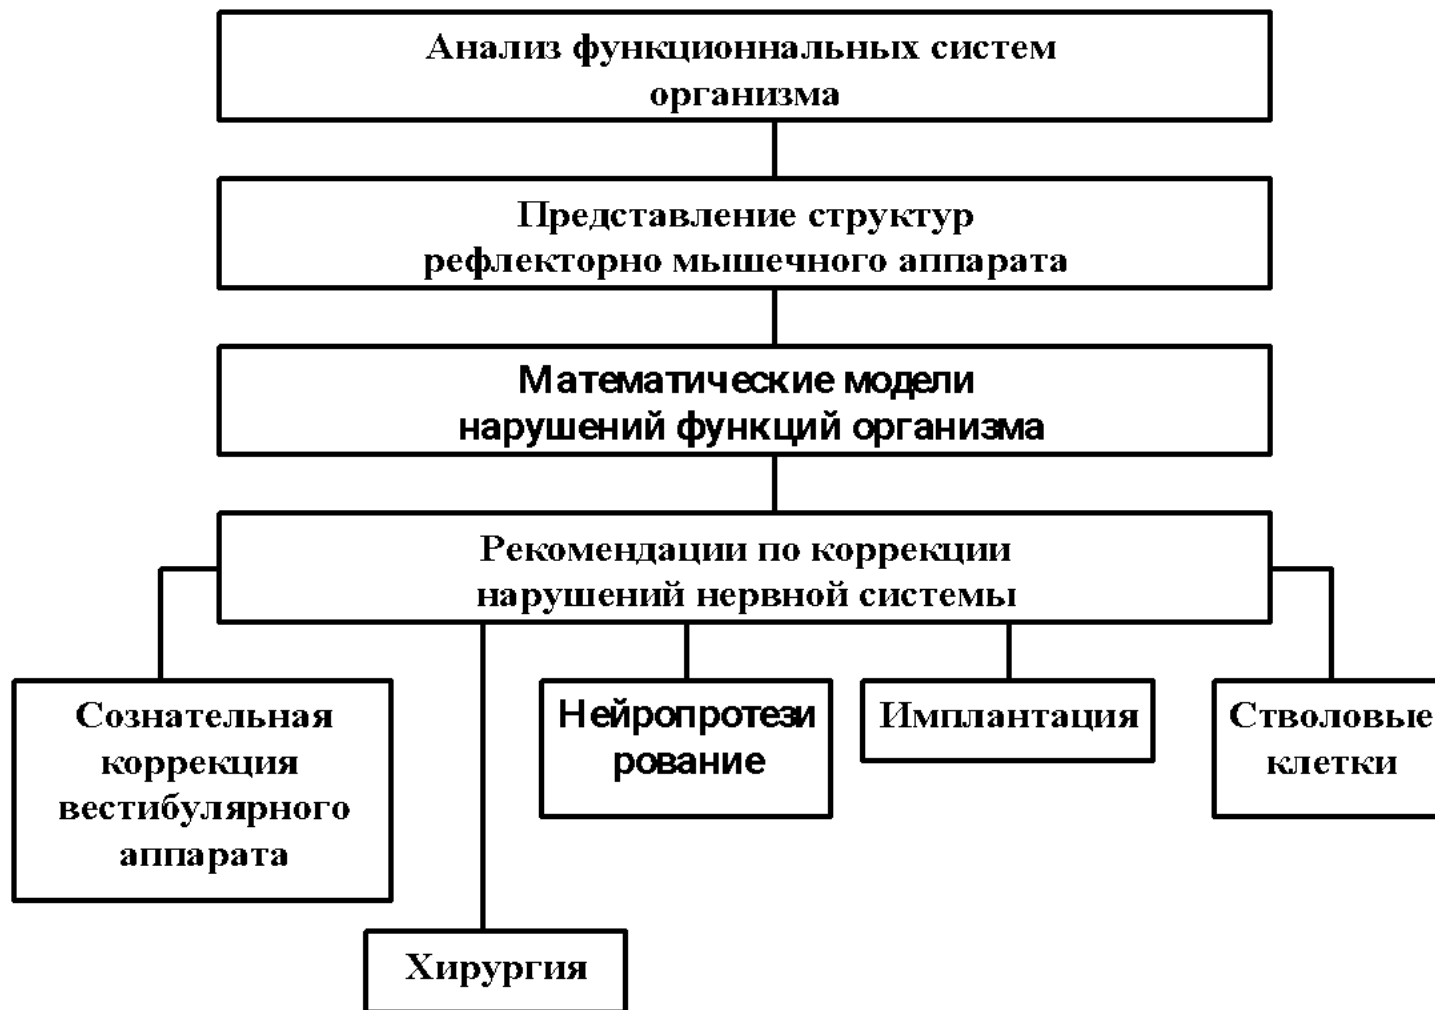 Анализ функциональных систем
организма
Представление структур
рефлекторно мышечного аппарата
Математические модели
нарушений функций организма
Рекомендации по коррекции
нарушений нервной системы
Сознательная
коррекция
вестибулярного
аппарата
Хирургия
Нейропротези
рование
Имплантация
Стволовые
клетки